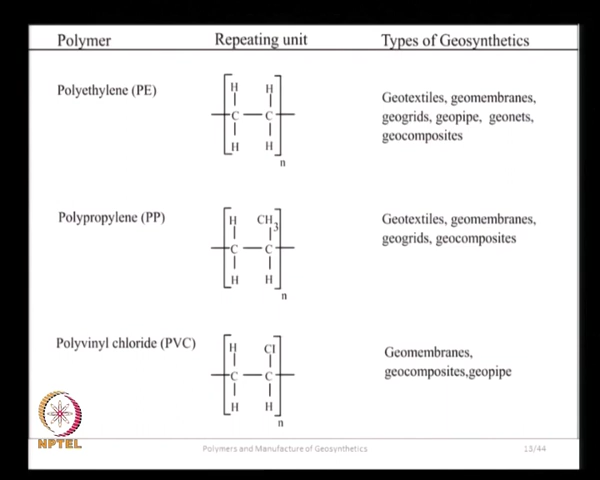 Polymer Repeating unit Types of Geosynthetics
Polyethylene (PE)
H H
C C
H H
n
Geotextiles, geomembranes,
geogrids, geopipe, geonets,
geocomposites
Polypropylene (PP)
H CH3
C C
H H
n
Geotextiles, geomembranes,
geogrids, geocomposites
Polyvinyl chloride (PVC)
H Cl
C C
H H
n
Geomembranes,
geocomposites,geopipe
NPTEL
Polymers and Manufacture of Geosynthetics 13/44